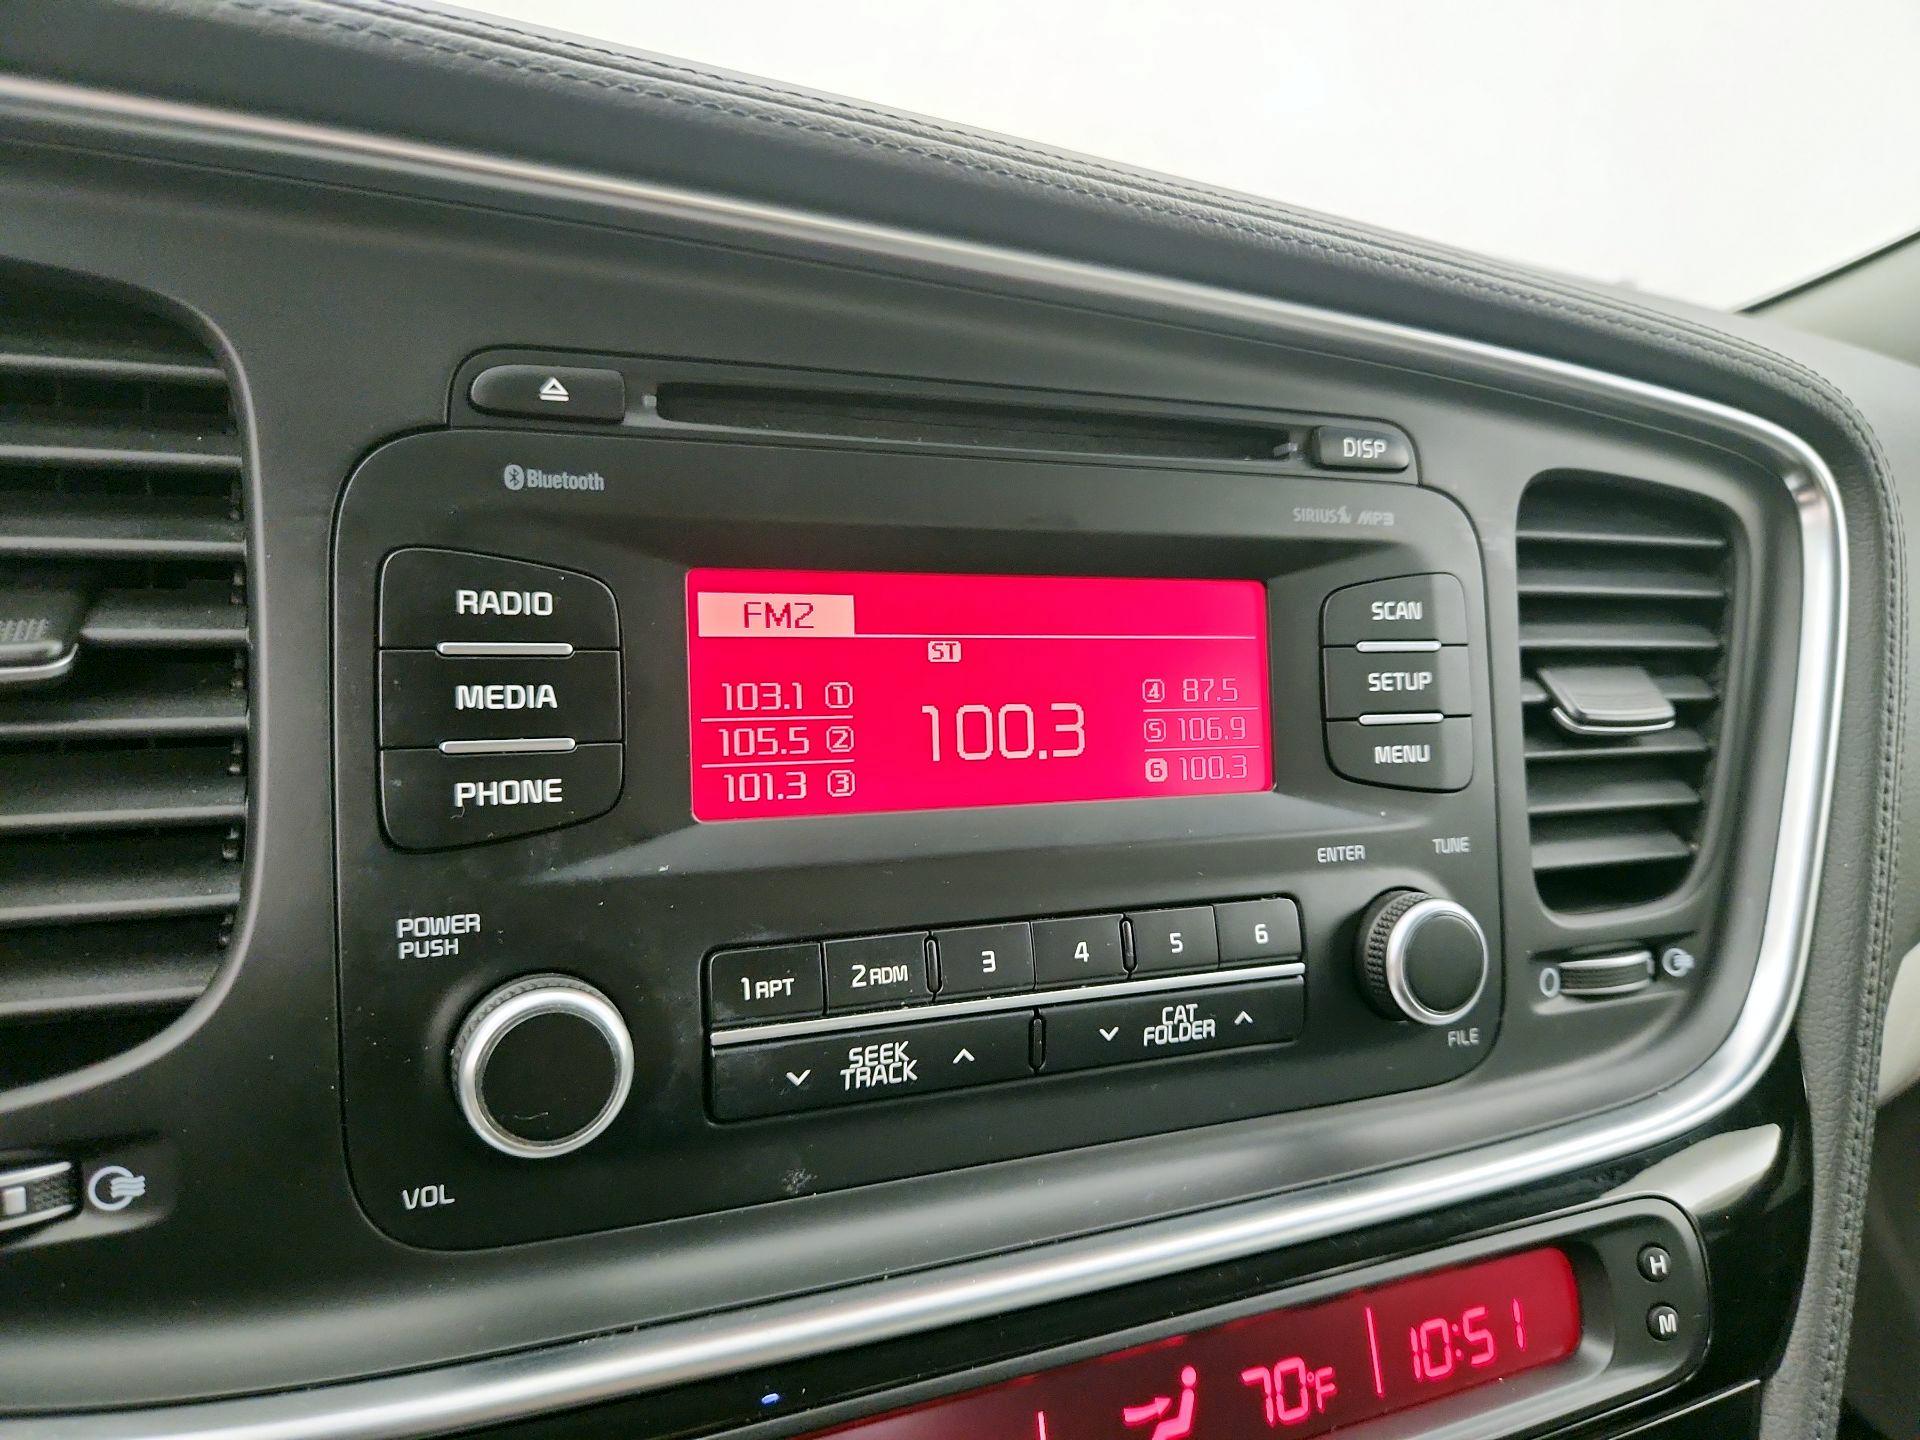 DISP
Bluetooth
SIRIUS MP3
RADIO
MEDIA
PHONE
FM2
ST
103.1 1
105.5 2
101.3 3
100.3
4 87.5
5 106.9
6 100.3
SCAN
SETUP
MENU
ENTER
TUNE
POWER
PUSH
1 RPT
2 RDM
3
4
5
6
SEEK
TRACK
CAT
FOLDER
FILE
VOL
H
M
70°F
10:51